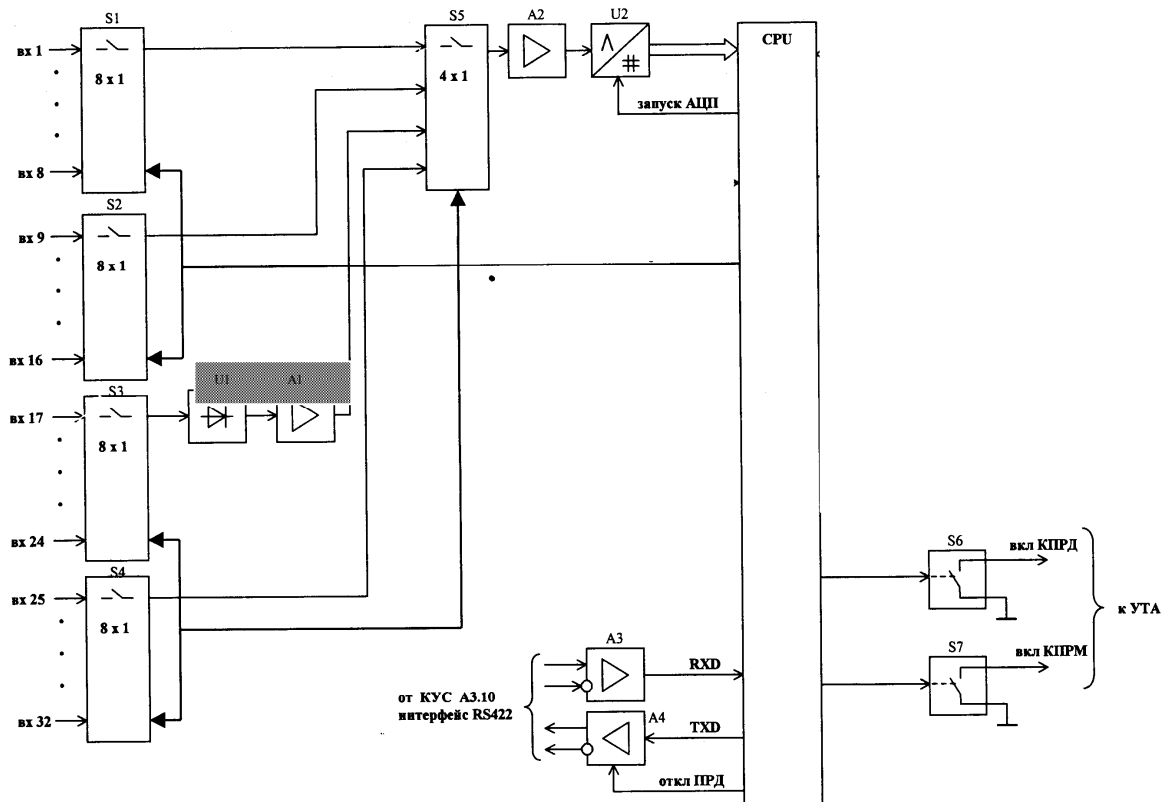 S1
вх 1
8 x 1
вх 8
S2
вх 9
8 x 1
вх 16
S3
вх 17
8 x 1
вх 24
S4
вх 25
8 x 1
вх 32
U1
A1
S5
4 x 1
A2
U2
CPU
запуск АЦП
S6
вкл КПРД
S7
вкл КПРМ
к УТА
A3
RXD
от КУС А3.10
интерфейс RS422
A4
TXD
откл ПРД